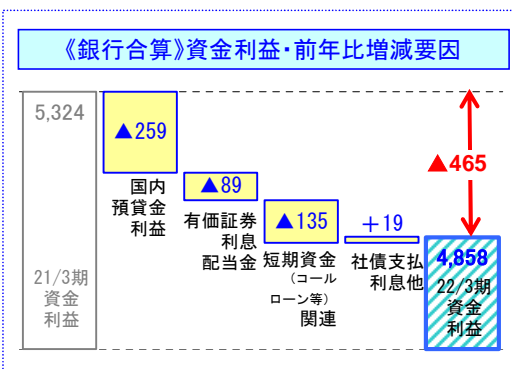 《銀行合算》資金利益・前年比増減要因
5,324
21/3期
資金
利益
▲259
国内
預貸金
利益
▲89
有価証券
利息
配当金
▲135
短期資金
(コール
ローン等)
関連
＋19
社債支払
利息他
▲465
4,858
22/3期
資金
利益